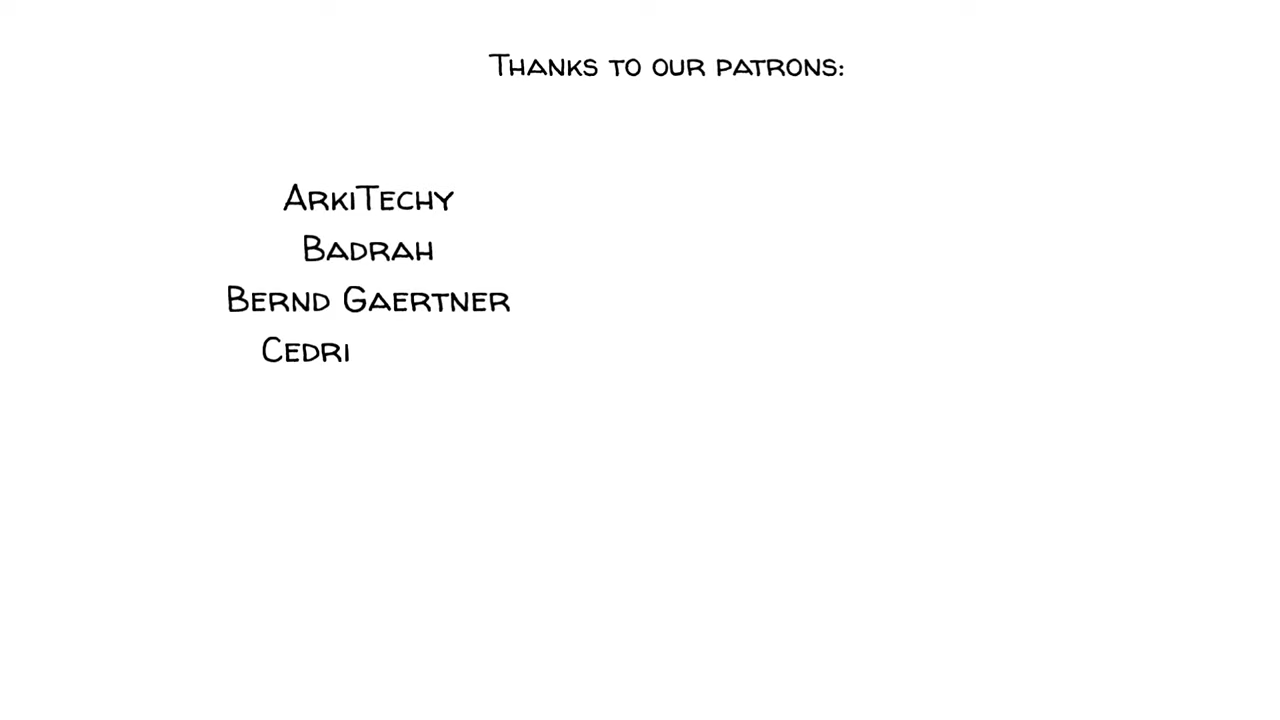 Thanks to our patrons:
ArkiTechy
Badrah
Bernd Gaertner
Cedri